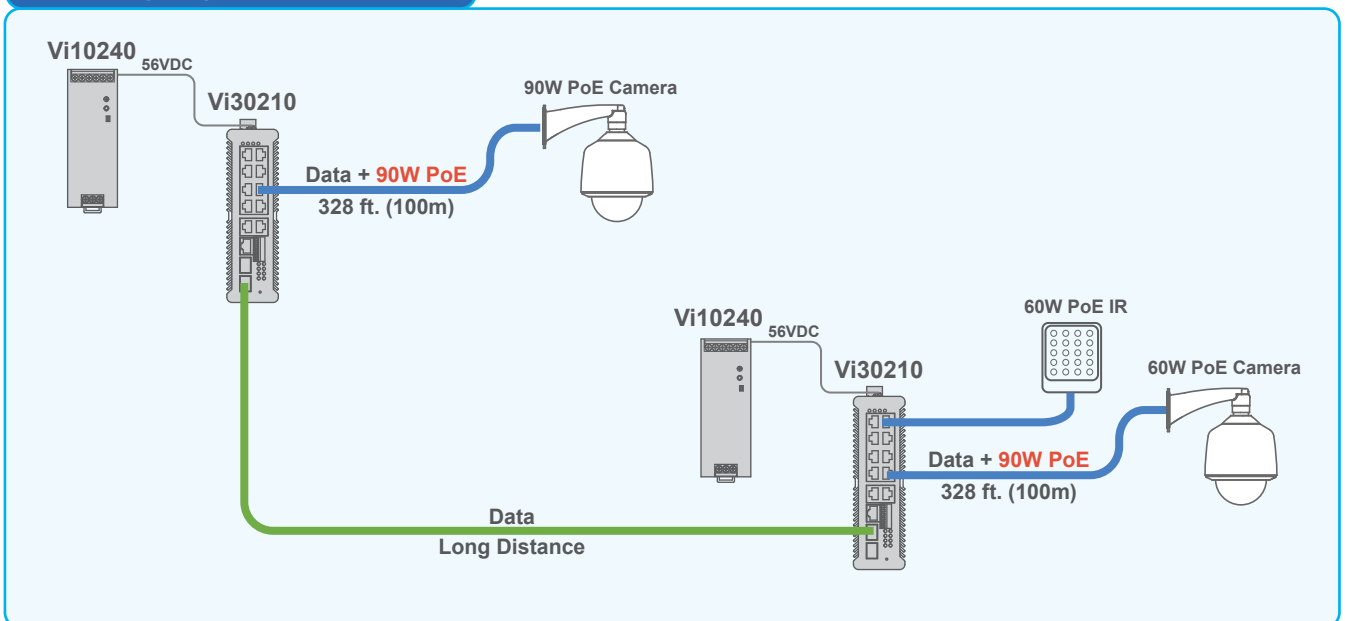 Vi10240
56VDC
Vi30210
90W PoE Camera
Data + 90W PoE
328 ft. (100m)
Vi10240
56VDC
Vi30210
60W PoE IR
60W PoE Camera
Data + 90W PoE
328 ft. (100m)
Data
Long Distance